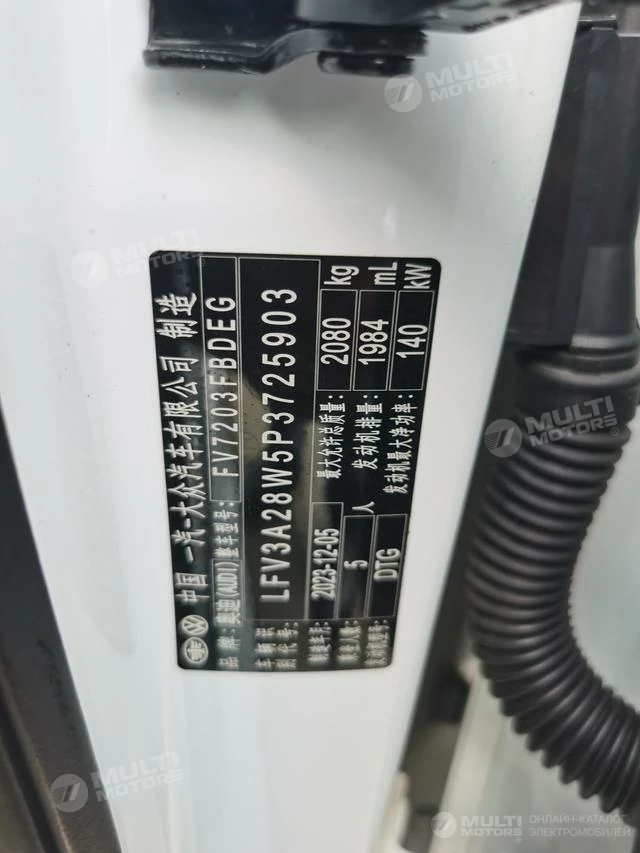 中国 一汽-大众汽车有限公司 制造
品牌: 奥迪(AUDI) 整车型号: FV7203FBDEG
车辆识别代号: LFV3A28W5P3725903
制造年月: 2023-12-05 最大允许总质量: 2080 kg
乘坐人数: 5 人 发动机排量: 1984 mL
发动机型号: DTG 发动机最大净功率: 140 kW
MULTI MOTORS
MULTI MOTORS
MULTI MOTORS
MULTI MOTORS
MULTI MOTORS
MULTI MOTORS
ОНЛАЙН-КАТАЛОГ
ЭЛЕКТРОМОБИЛЕЙ